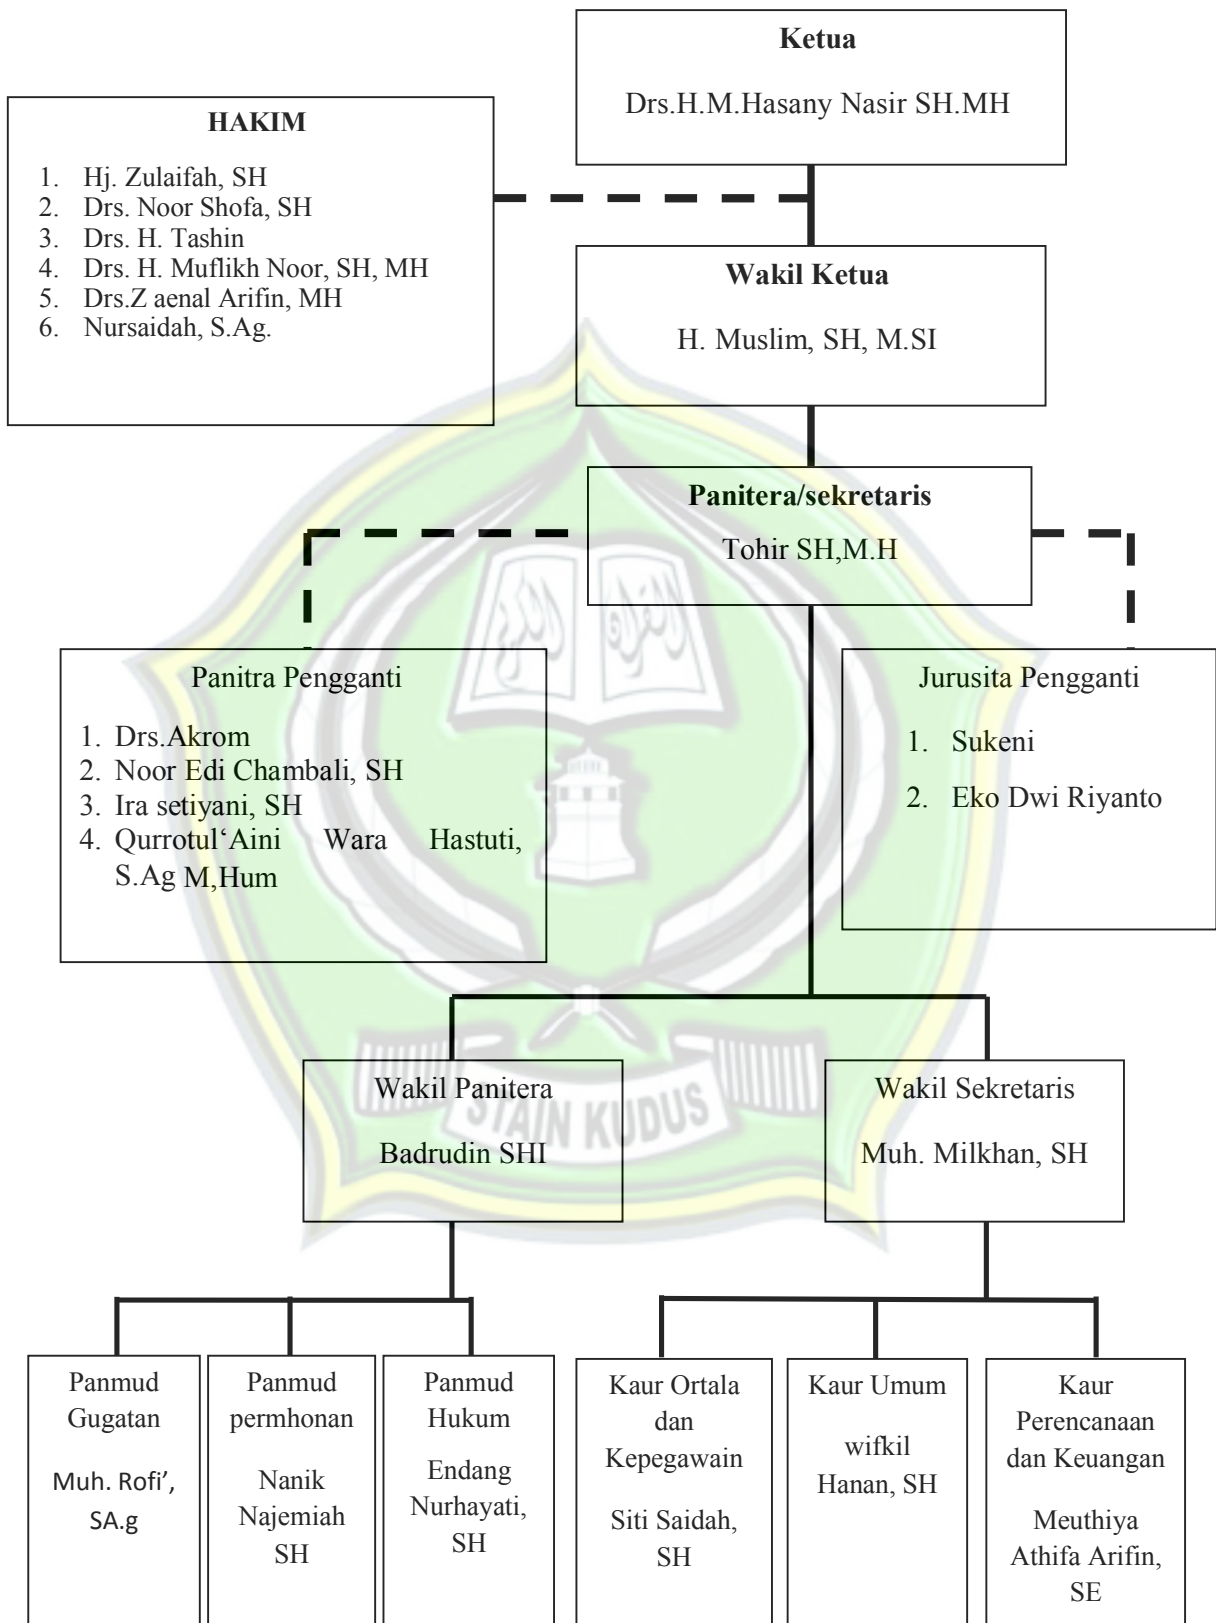 Ketua
Drs.H.M.Hasany Nasir SH.MH
HAKIM
1. Hj. Zulaifah, SH
2. Drs. Noor Shofa, SH
3. Drs. H. Tashin
4. Drs. H. Muflikh Noor, SH, MH
5. Drs.Z aenal Arifin, MH
6. Nursaidah, S.Ag.
Wakil Ketua
H. Muslim, SH, M.SI
Panitera/sekretaris
Tohir SH,M.H
Panitra Pengganti
1. Drs.Akrom
2. Noor Edi Chambali, SH
3. Ira setiyani, SH
4. Qurrotul‘Aini Wara Hastuti,
S.Ag M,Hum
Jurusita Pengganti
1. Sukeni
2. Eko Dwi Riyanto
Wakil Panitera
Badrudin SHI
Wakil Sekretaris
Muh. Milkhan, SH
STAIN KUDUS
Panmud
Gugatan
Muh. Rofi’,
SA.g
Panmud
permhonan
Nanik
Najemiah
SH
Panmud
Hukum
Endang
Nurhayati,
SH
Kaur Ortala
dan
Kepegawain
Siti Saidah,
SH
Kaur Umum
wifkil
Hanan, SH
Kaur
Perencanaan
dan Keuangan
Meuthiya
Athifa Arifin,
SE